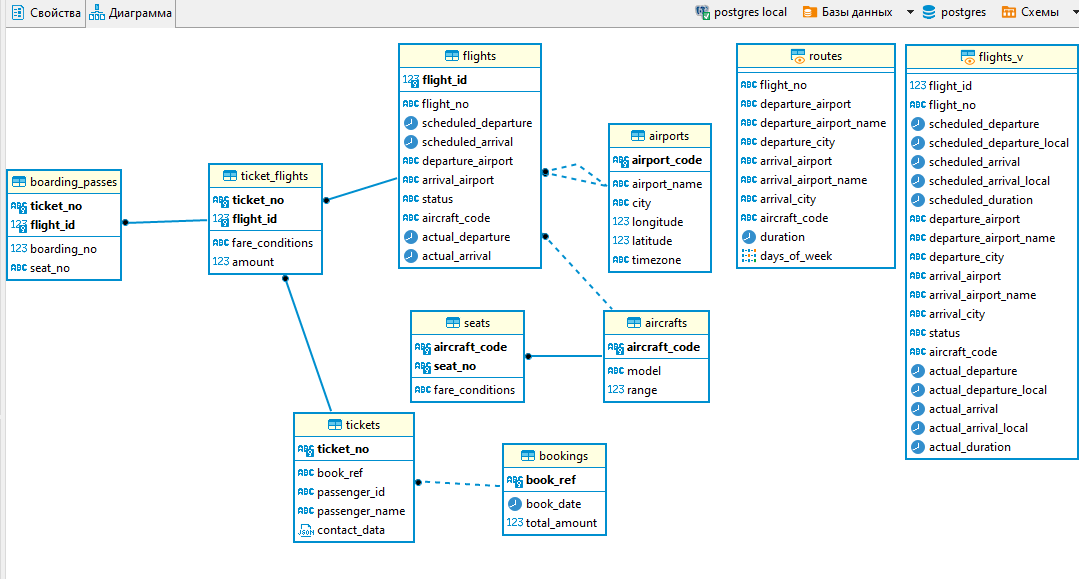 Свойства
Диаграмма
postgres local
Базы данных
postgres
Схемы
flights
flight_id
flight_no
scheduled_departure
scheduled_arrival
departure_airport
arrival_airport
status
aircraft_code
actual_departure
actual_arrival
routes
flight_no
departure_airport
departure_airport_name
departure_city
arrival_airport
arrival_airport_name
arrival_city
aircraft_code
duration
days_of_week
flights_v
flight_id
flight_no
scheduled_departure
scheduled_departure_local
scheduled_arrival
scheduled_arrival_local
scheduled_duration
departure_airport
departure_airport_name
departure_city
arrival_airport
arrival_airport_name
arrival_city
status
aircraft_code
actual_departure
actual_departure_local
actual_arrival
actual_arrival_local
actual_duration
airports
airport_code
airport_name
city
longitude
latitude
timezone
boarding_passes
ticket_no
flight_id
boarding_no
seat_no
ticket_flights
ticket_no
flight_id
fare_conditions
amount
seats
aircraft_code
seat_no
fare_conditions
aircrafts
aircraft_code
model
range
tickets
ticket_no
book_ref
passenger_id
passenger_name
contact_data
bookings
book_ref
book_date
total_amount